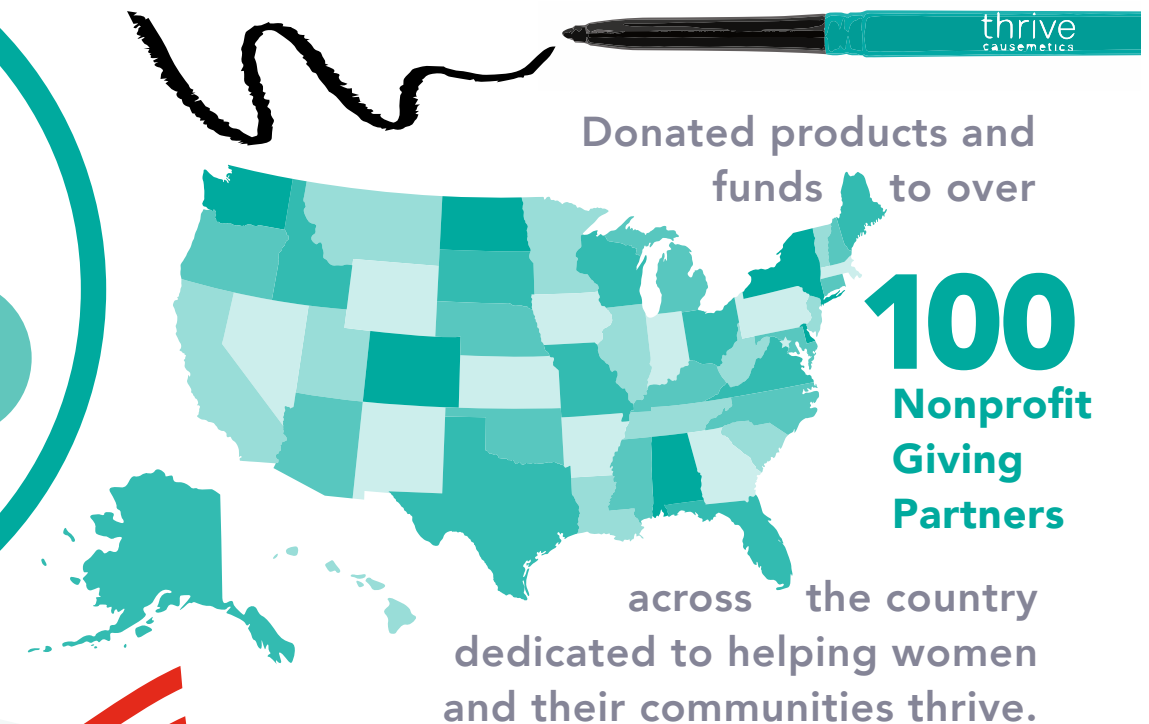 thrive
causemetics
Donated products and
funds to over
100
Nonprofit
Giving
Partners
across the country
dedicated to helping women
and their communities thrive.